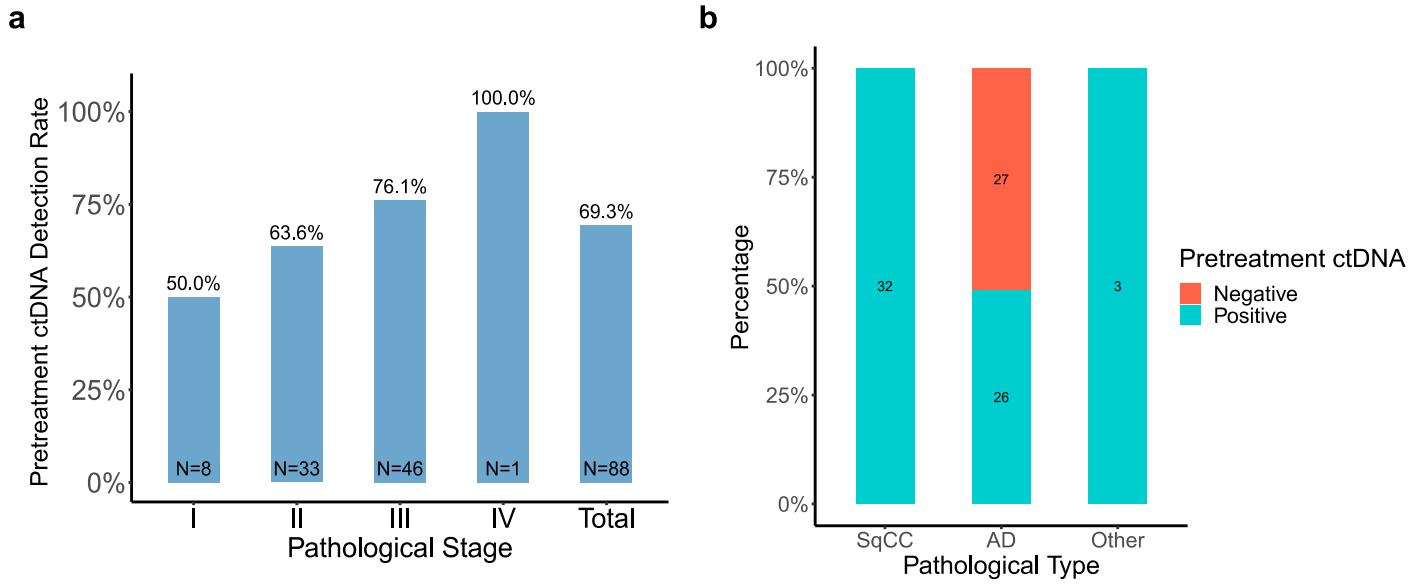 a
Pretreatment ctDNA Detection Rate
100%
75%
50%
25%
0%
50.0%
63.6%
76.1%
100.0%
69.3%
N=8
N=33
N=46
N=1
N=88
I
II
III
IV
Total
Pathological Stage
b
Percentage
100%
75%
50%
25%
0%
32
27
26
3
SqCC
AD
Other
Pathological Type
Pretreatment ctDNA
Negative
Positive